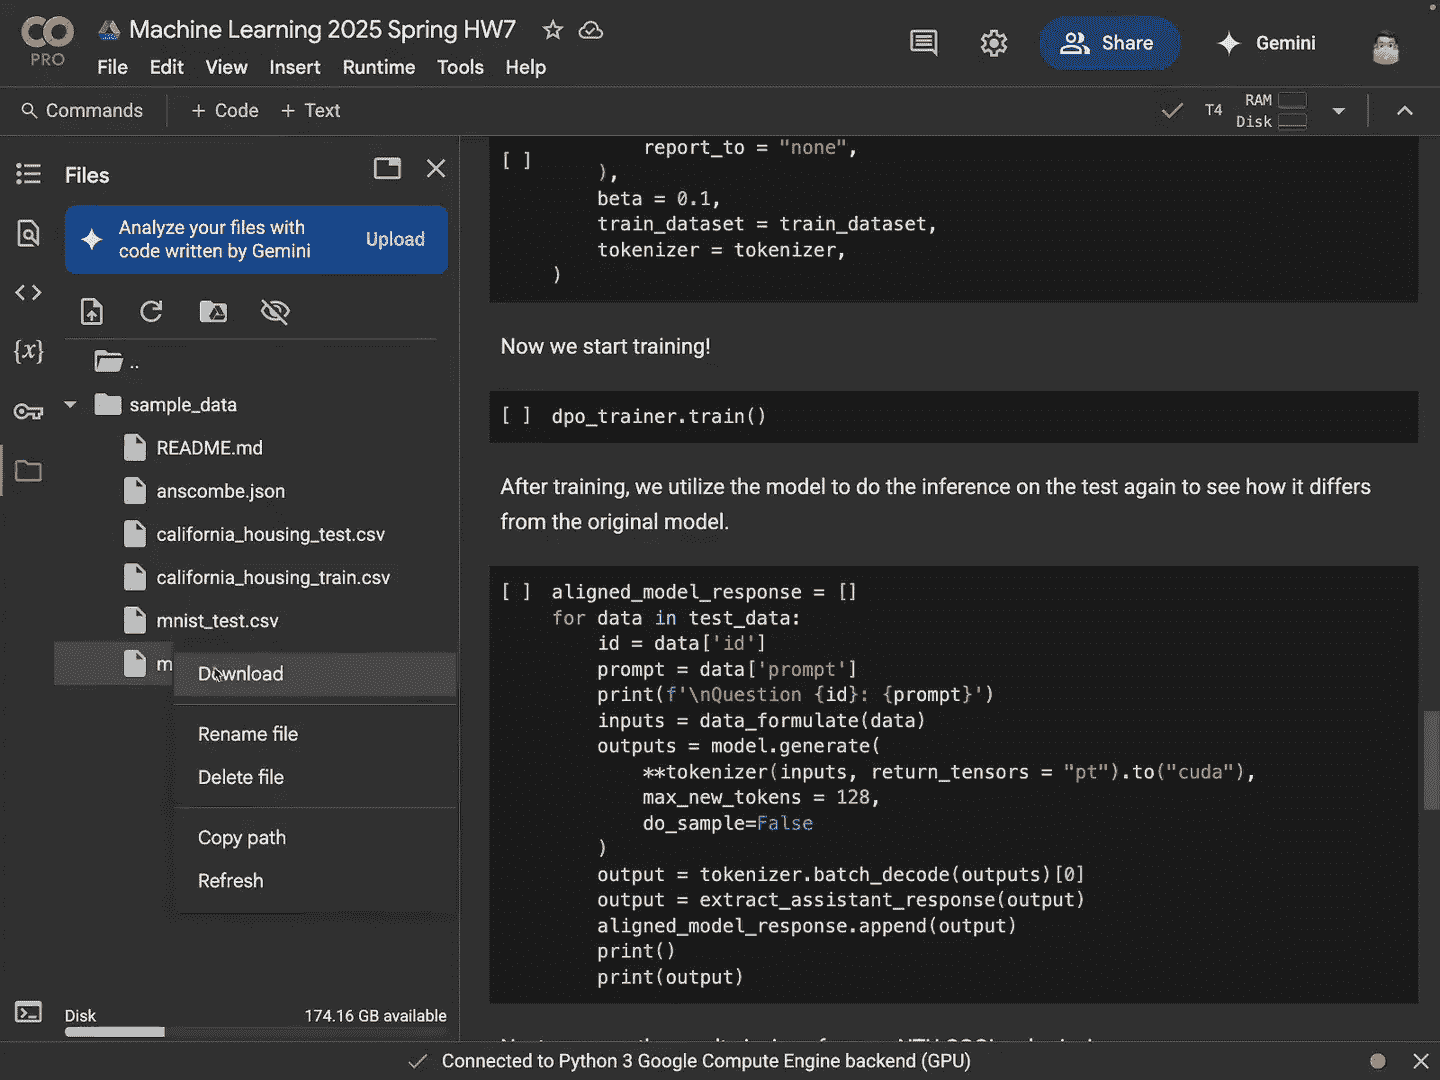 CO
PRO
Machine Learning 2025 Spring HW7
File Edit View Insert Runtime Tools Help
Share
Gemini
Commands
+ Code + Text
T4
RAM
Disk
Files
Analyze your files with
code written by Gemini
Upload
{x}
..
sample_data
README.md
anscombe.json
california_housing_test.csv
california_housing_train.csv
mnist_test.csv
m
Download
Rename file
Delete file
Copy path
Refresh
Disk
174.16 GB available
report_to = "none",
[ ]
),
beta = 0.1,
train_dataset = train_dataset,
tokenizer = tokenizer,
)
Now we start training!
[ ] dpo_trainer.train()
After training, we utilize the model to do the inference on the test again to see how it differs
from the original model.
[ ] aligned_model_response = []
for data in test_data:
id = data['id']
prompt = data['prompt']
print(f'\nQuestion {id}: {prompt}')
inputs = data_formulate(data)
outputs = model.generate(
**tokenizer(inputs, return_tensors = "pt").to("cuda"),
max_new_tokens = 128,
do_sample=False
)
output = tokenizer.batch_decode(outputs)[0]
output = extract_assistant_response(output)
aligned_model_response.append(output)
print()
print(output)
Connected to Python 3 Google Compute Engine backend (GPU)